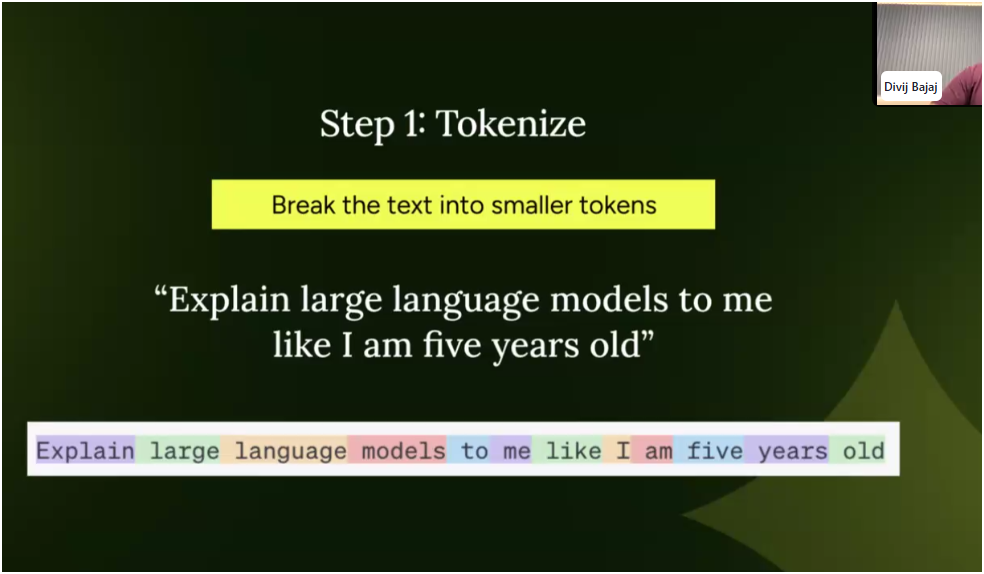 Divij Bajaj
Step 1: Tokenize
Break the text into smaller tokens
“Explain large language models to me
like I am five years old”
Explain large language models to me like I am five years old